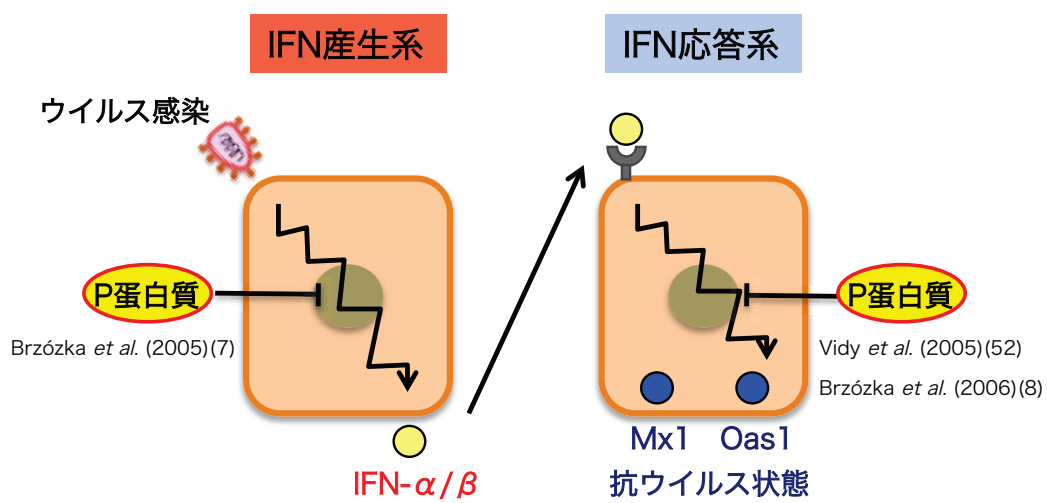 IFN産生系
IFN応答系
ウイルス感染
P蛋白質
Brzózka et al. (2005)(7)
P蛋白質
Vidy et al. (2005)(52)
Brzózka et al. (2006)(8)
IFN-α/β
Mx1 Oas1
抗ウイルス状態